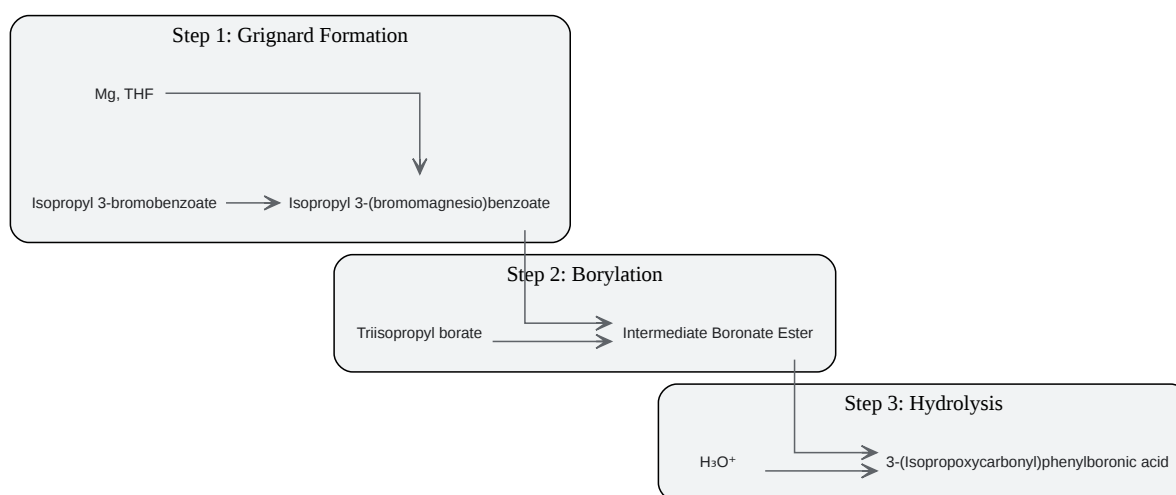 Step 1: Grignard Formation
Mg, THF
Isopropyl 3-bromobenzoate
Isopropyl 3-(bromomagnesio)benzoate
Step 2: Borylation
Triisopropyl borate
Intermediate Boronate Ester
Step 3: Hydrolysis
H₃O⁺
3-(Isopropoxycarbonyl)phenylboronic acid